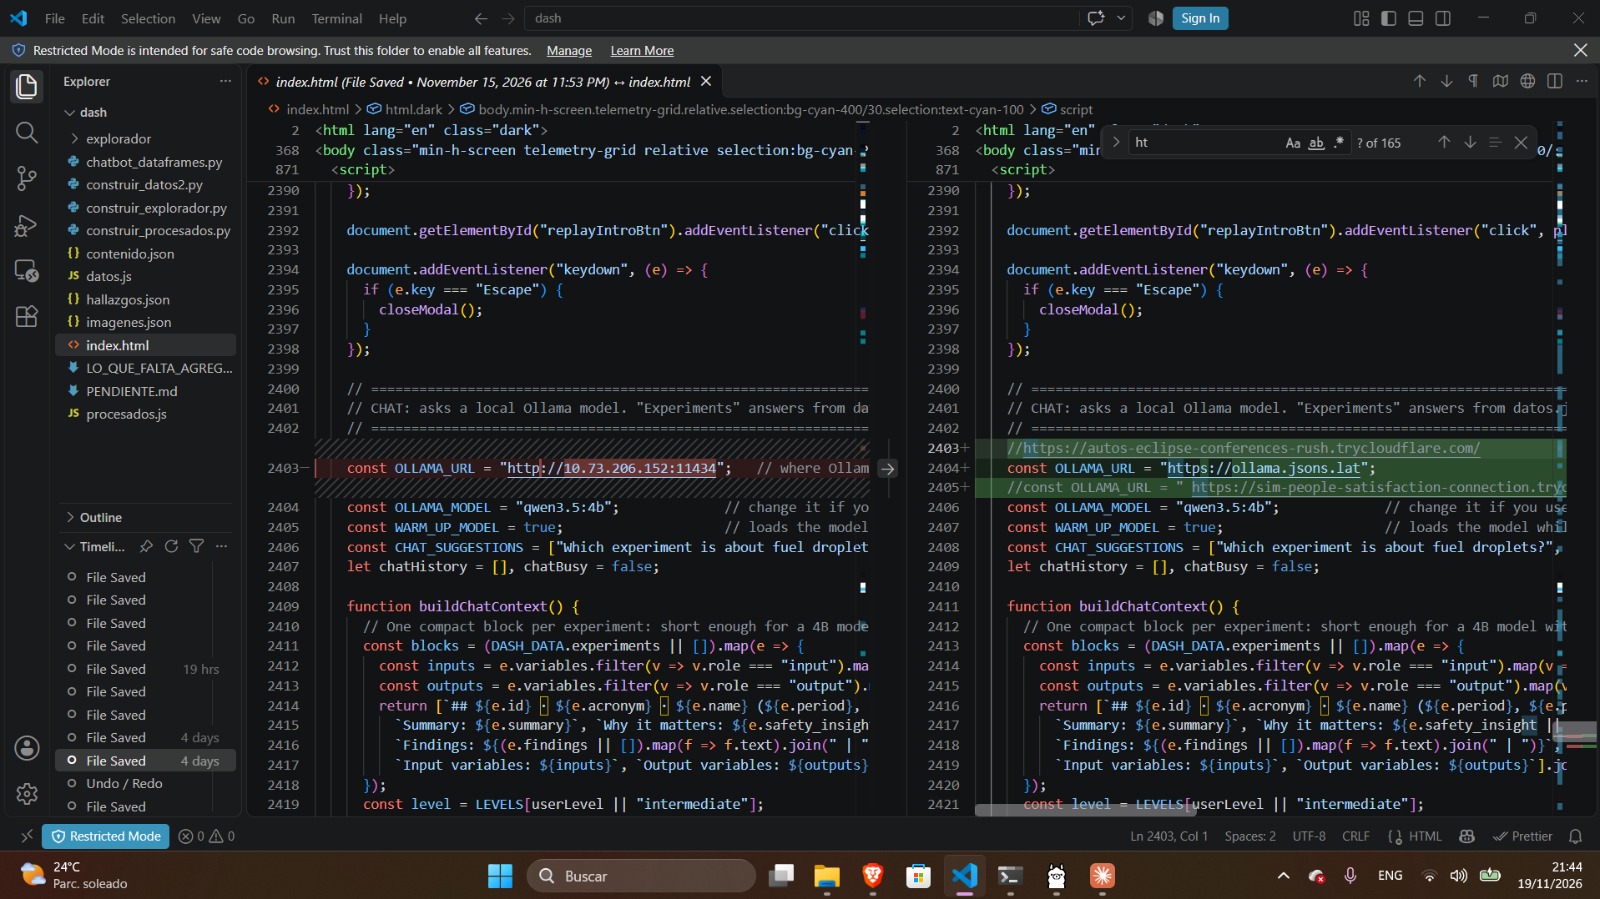 File Edit Selection View Go Run Terminal Help
dash
Sign In
Restricted Mode is intended for safe code browsing. Trust this folder to enable all features. Manage Learn More
Explorer
dash
explorador
chatbot_dataframes.py
construir_datos2.py
construir_explorador.py
construir_procesados.py
contenido.json
datos.js
hallazgos.json
imagenes.json
index.html
LO_QUE_FALTA_AGREG...
PENDIENTE.md
procesados.js
Outline
Timeli...
File Saved
File Saved
File Saved
File Saved
File Saved 19 hrs
File Saved
File Saved
File Saved 4 days
File Saved 4 days
Undo / Redo
File Saved
index.html (File Saved • November 15, 2026 at 11:53 PM) ↔ index.html
index.html > html.dark > body.min-h-screen.telemetry-grid.relative.selection:bg-cyan-400/30.selection:text-cyan-100 > script
2 <html lang="en" class="dark">
368 <body class="min-h-screen telemetry-grid relative selection:bg-cyan-
871 <script>
2390 });
2391
2392 document.getElementById("replayIntroBtn").addEventListener("click
2393
2394 document.addEventListener("keydown", (e) => {
2395 if (e.key === "Escape") {
2396 closeModal();
2397 }
2398 });
2399
2400 // ==============================================================
2401 // CHAT: asks a local Ollama model. "Experiments" answers from da
2402 // ==============================================================
2403 const OLLAMA_URL = "http://10.73.206.152:11434"; // where Ollam
2404 const OLLAMA_MODEL = "qwen3.5:4b"; // change it if yo
2405 const WARM_UP_MODEL = true; // loads the model
2406 const CHAT_SUGGESTIONS = ["Which experiment is about fuel droplet
2407 let chatHistory = [], chatBusy = false;
2408
2409 function buildChatContext() {
2410 // One compact block per experiment: short enough for a 4B mode
2411 const blocks = (DASH_DATA.experiments || []).map(e => {
2412 const inputs = e.variables.filter(v => v.role === "input").ma
2413 const outputs = e.variables.filter(v => v.role === "output").
2414 return [`## ${e.id} · ${e.acronym} · ${e.name} (${e.period},
2415 `Summary: ${e.summary}`, `Why it matters: ${e.safety_insigh
2416 `Findings: ${(e.findings || []).map(f => f.text).join(" | "
2417 `Input variables: ${inputs}`, `Output variables: ${outputs}
2418 });
2419 const level = LEVELS[userLevel || "intermediate"];
2 <html lang="en"
368 <body class="mi
871 <script>
ht Aa ab .* ? of 165
2390 });
2391
2392 document.getElementById("replayIntroBtn").addEventListener("click", pl
2393
2394 document.addEventListener("keydown", (e) => {
2395 if (e.key === "Escape") {
2396 closeModal();
2397 }
2398 });
2399
2400 // ======================================================================
2401 // CHAT: asks a local Ollama model. "Experiments" answers from datos.j
2402 // ======================================================================
2403+ //https://autos-eclipse-conferences-rush.trycloudflare.com/
2404+ const OLLAMA_URL = "https://ollama.jsons.lat";
2405+ //const OLLAMA_URL = " https://sim-people-satisfaction-connection.tryc
2406 const OLLAMA_MODEL = "qwen3.5:4b"; // change it if you use
2407 const WARM_UP_MODEL = true; // loads the model whil
2408 const CHAT_SUGGESTIONS = ["Which experiment is about fuel droplets?",
2409 let chatHistory = [], chatBusy = false;
2410
2411 function buildChatContext() {
2412 // One compact block per experiment: short enough for a 4B model wit
2413 const blocks = (DASH_DATA.experiments || []).map(e => {
2414 const inputs = e.variables.filter(v => v.role === "input").map(v =
2415 const outputs = e.variables.filter(v => v.role === "output").map(v
2416 return [`## ${e.id} · ${e.acronym} · ${e.name} (${e.period}, ${e.p
2417 `Summary: ${e.summary}`, `Why it matters: ${e.safety_insight ||
2418 `Findings: ${(e.findings || []).map(f => f.text).join(" | ")}`,
2419 `Input variables: ${inputs}`, `Output variables: ${outputs}`].jo
2420 });
2421 const level = LEVELS[userLevel || "intermediate"];
Restricted Mode 0 0 Ln 2403, Col 1 Spaces: 2 UTF-8 CRLF HTML Prettier
24°C
Parc. soleado
Buscar
ENG
21:44
19/11/2026